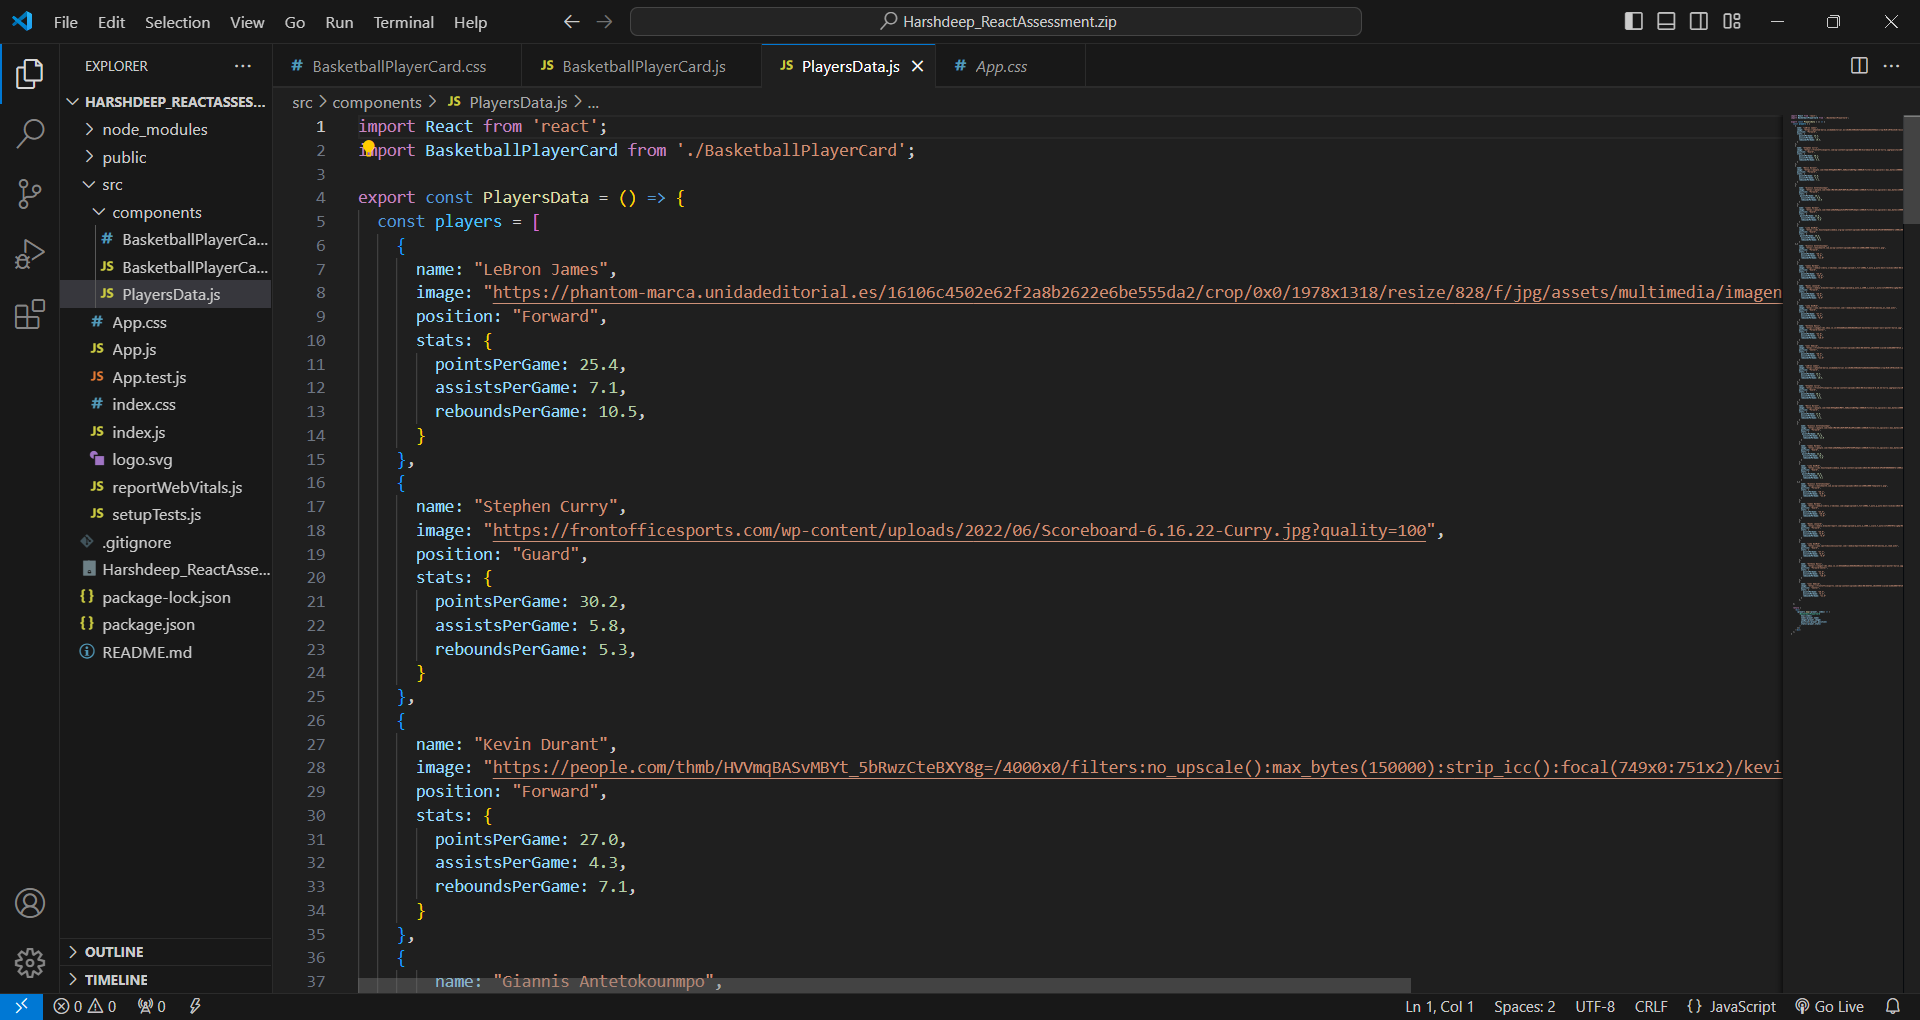 File Edit Selection View Go Run Terminal Help
Harshdeep_ReactAssessment.zip
EXPLORER
HARSHDEEP_REACTASSES...
node_modules
public
src
components
# BasketballPlayerCa...
JS BasketballPlayerCa...
JS PlayersData.js
# App.css
JS App.js
JS App.test.js
# index.css
JS index.js
logo.svg
JS reportWebVitals.js
JS setupTests.js
.gitignore
Harshdeep_ReactAsse...
{} package-lock.json
{} package.json
README.md
OUTLINE
TIMELINE
# BasketballPlayerCard.css
JS BasketballPlayerCard.js
JS PlayersData.js
# App.css
src > components > JS PlayersData.js > ...
1 import React from 'react';
2 import BasketballPlayerCard from './BasketballPlayerCard';
3
4 export const PlayersData = () => {
5 const players = [
6 {
7 name: "LeBron James",
8 image: "https://phantom-marca.unidadeditorial.es/16106c4502e62f2a8b2622e6be555da2/crop/0x0/1978x1318/resize/828/f/jpg/assets/multimedia/imagen
9 position: "Forward",
10 stats: {
11 pointsPerGame: 25.4,
12 assistsPerGame: 7.1,
13 reboundsPerGame: 10.5,
14 }
15 },
16 {
17 name: "Stephen Curry",
18 image: "https://frontofficesports.com/wp-content/uploads/2022/06/Scoreboard-6.16.22-Curry.jpg?quality=100",
19 position: "Guard",
20 stats: {
21 pointsPerGame: 30.2,
22 assistsPerGame: 5.8,
23 reboundsPerGame: 5.3,
24 }
25 },
26 {
27 name: "Kevin Durant",
28 image: "https://people.com/thmb/HVVmqBASvMBYt_5bRwzCteBXY8g=/4000x0/filters:no_upscale():max_bytes(150000):strip_icc():focal(749x0:751x2)/kevi
29 position: "Forward",
30 stats: {
31 pointsPerGame: 27.0,
32 assistsPerGame: 4.3,
33 reboundsPerGame: 7.1,
34 }
35 },
36 {
37 name: "Giannis Antetokounmpo",
0 0 0
Ln 1, Col 1 Spaces: 2 UTF-8 CRLF {} JavaScript Go Live